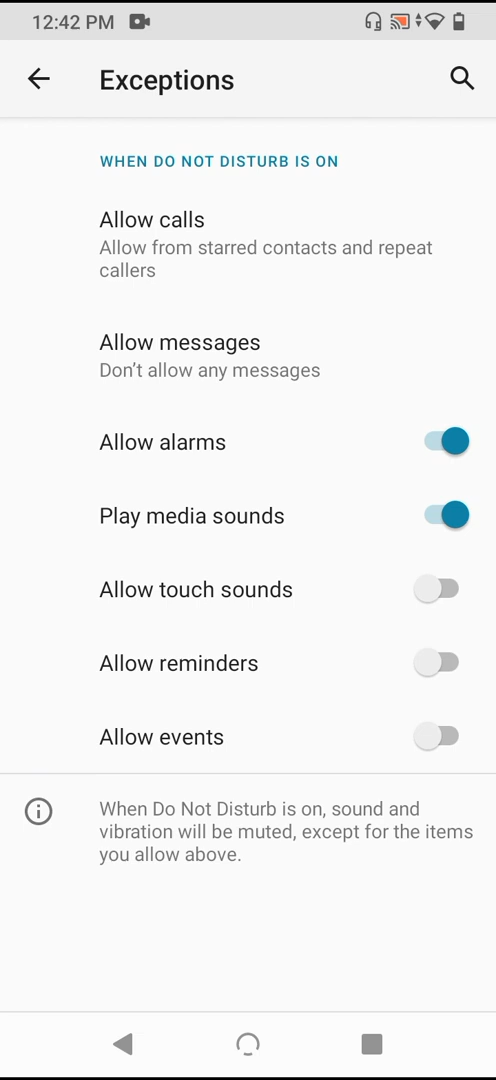 12:42 PM
Exceptions
WHEN DO NOT DISTURB IS ON
Allow calls
Allow from starred contacts and repeat
callers
Allow messages
Don’t allow any messages
Allow alarms
Play media sounds
Allow touch sounds
Allow reminders
Allow events
When Do Not Disturb is on, sound and
vibration will be muted, except for the items
you allow above.